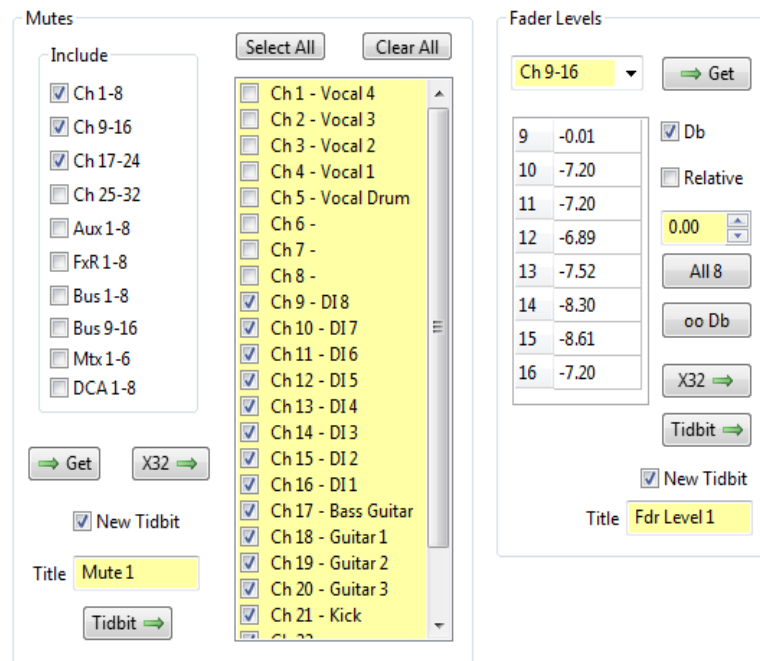 Mutes
Include
Ch 1-8
Ch 9-16
Ch 17-24
Ch 25-32
Aux 1-8
FxR 1-8
Bus 1-8
Bus 9-16
Mtx 1-6
DCA 1-8
Get
X32
New Tidbit
Title Mute 1
Tidbit
Select All
Clear All
Ch 1 - Vocal 4
Ch 2 - Vocal 3
Ch 3 - Vocal 2
Ch 4 - Vocal 1
Ch 5 - Vocal Drum
Ch 6 -
Ch 7 -
Ch 8 -
Ch 9 - DI 8
Ch 10 - DI 7
Ch 11 - DI 6
Ch 12 - DI 5
Ch 13 - DI 4
Ch 14 - DI 3
Ch 15 - DI 2
Ch 16 - DI 1
Ch 17 - Bass Guitar
Ch 18 - Guitar 1
Ch 19 - Guitar 2
Ch 20 - Guitar 3
Ch 21 - Kick
Fader Levels
Ch 9-16
Get
9 -0.01
10 -7.20
11 -7.20
12 -6.89
13 -7.52
14 -8.30
15 -8.61
16 -7.20
Db
Relative
0.00
All 8
oo Db
X32
Tidbit
New Tidbit
Title Fdr Level 1